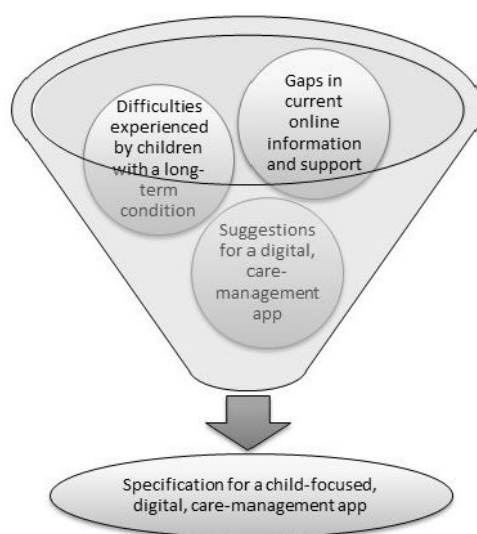 Difficulties
experienced
by children
with a long-
term
condition
Gaps in
current
online
information
and support
Suggestions
for a digital,
care-
management
app
Specification for a child-focused,
digital, care-management app